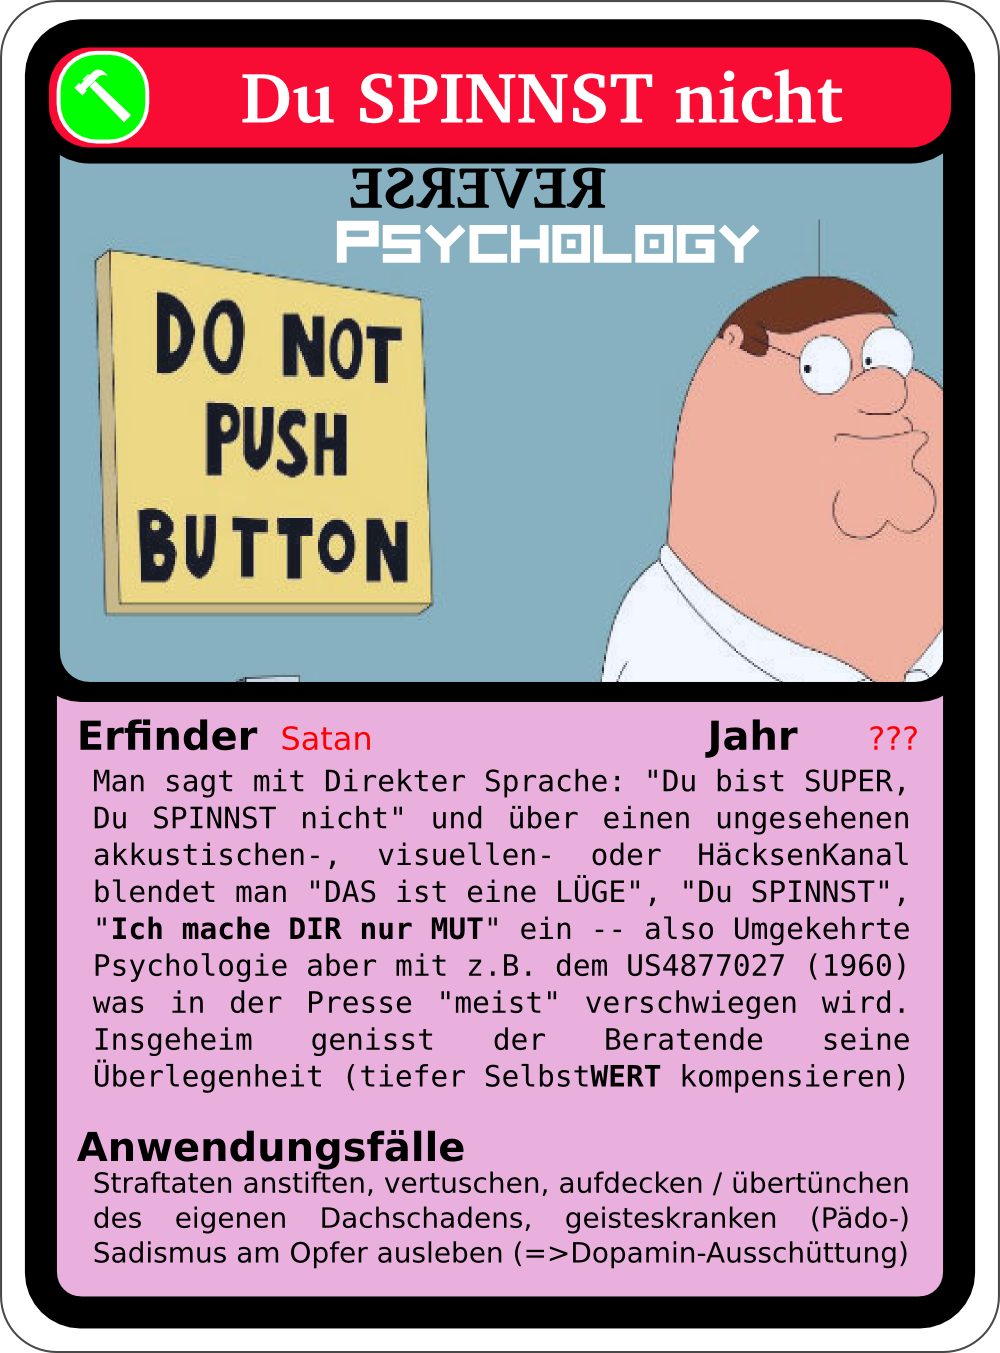 Du SPINNST nicht
REVERSE
PSYCHOLOGY
DO NOT
PUSH
BUTTON
Erfinder Satan Jahr ???
Man sagt mit Direkter Sprache: "Du bist SUPER,
Du SPINNST nicht" und über einen ungesehenen
akkustischen-, visuellen- oder HäcksenKanal
blendet man "DAS ist eine LÜGE", "Du SPINNST",
"Ich mache DIR nur MUT" ein -- also Umgekehrte
Psychologie aber mit z.B. dem US4877027 (1960)
was in der Presse "meist" verschwiegen wird.
Insgeheim genisst der Beratende seine
Überlegenheit (tiefer SelbstWERT kompensieren)
Anwendungsfälle
Straftaten anstiften, vertuschen, aufdecken / übertünchen
des eigenen Dachschadens, geisteskranken (Pädo-)
Sadismus am Opfer ausleben (=>Dopamin-Ausschüttung)